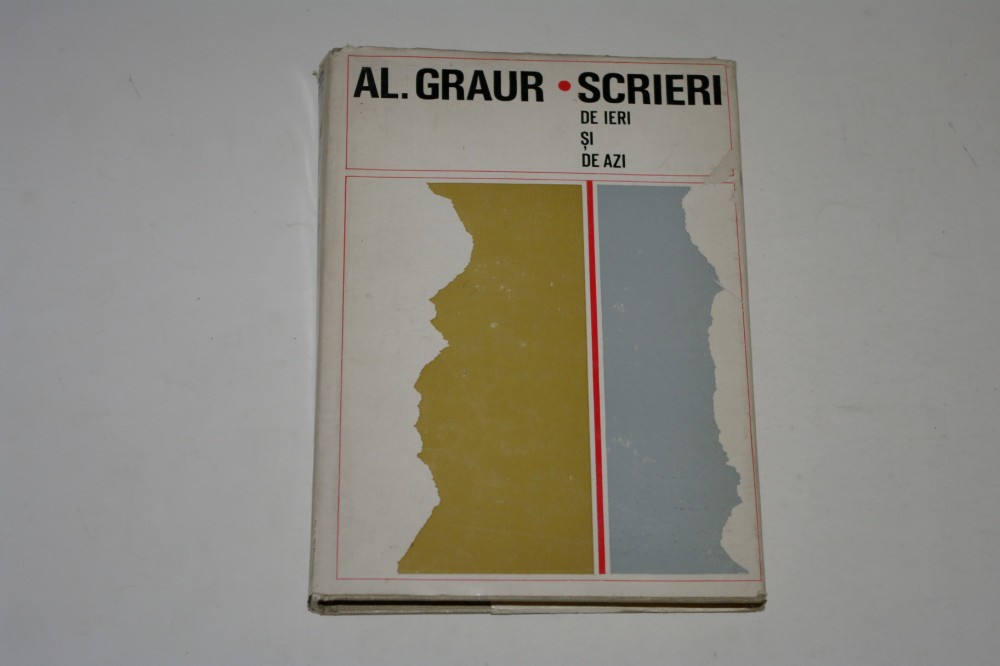 AL. GRAUR • SCRIERI
DE IERI
ȘI
DE AZI